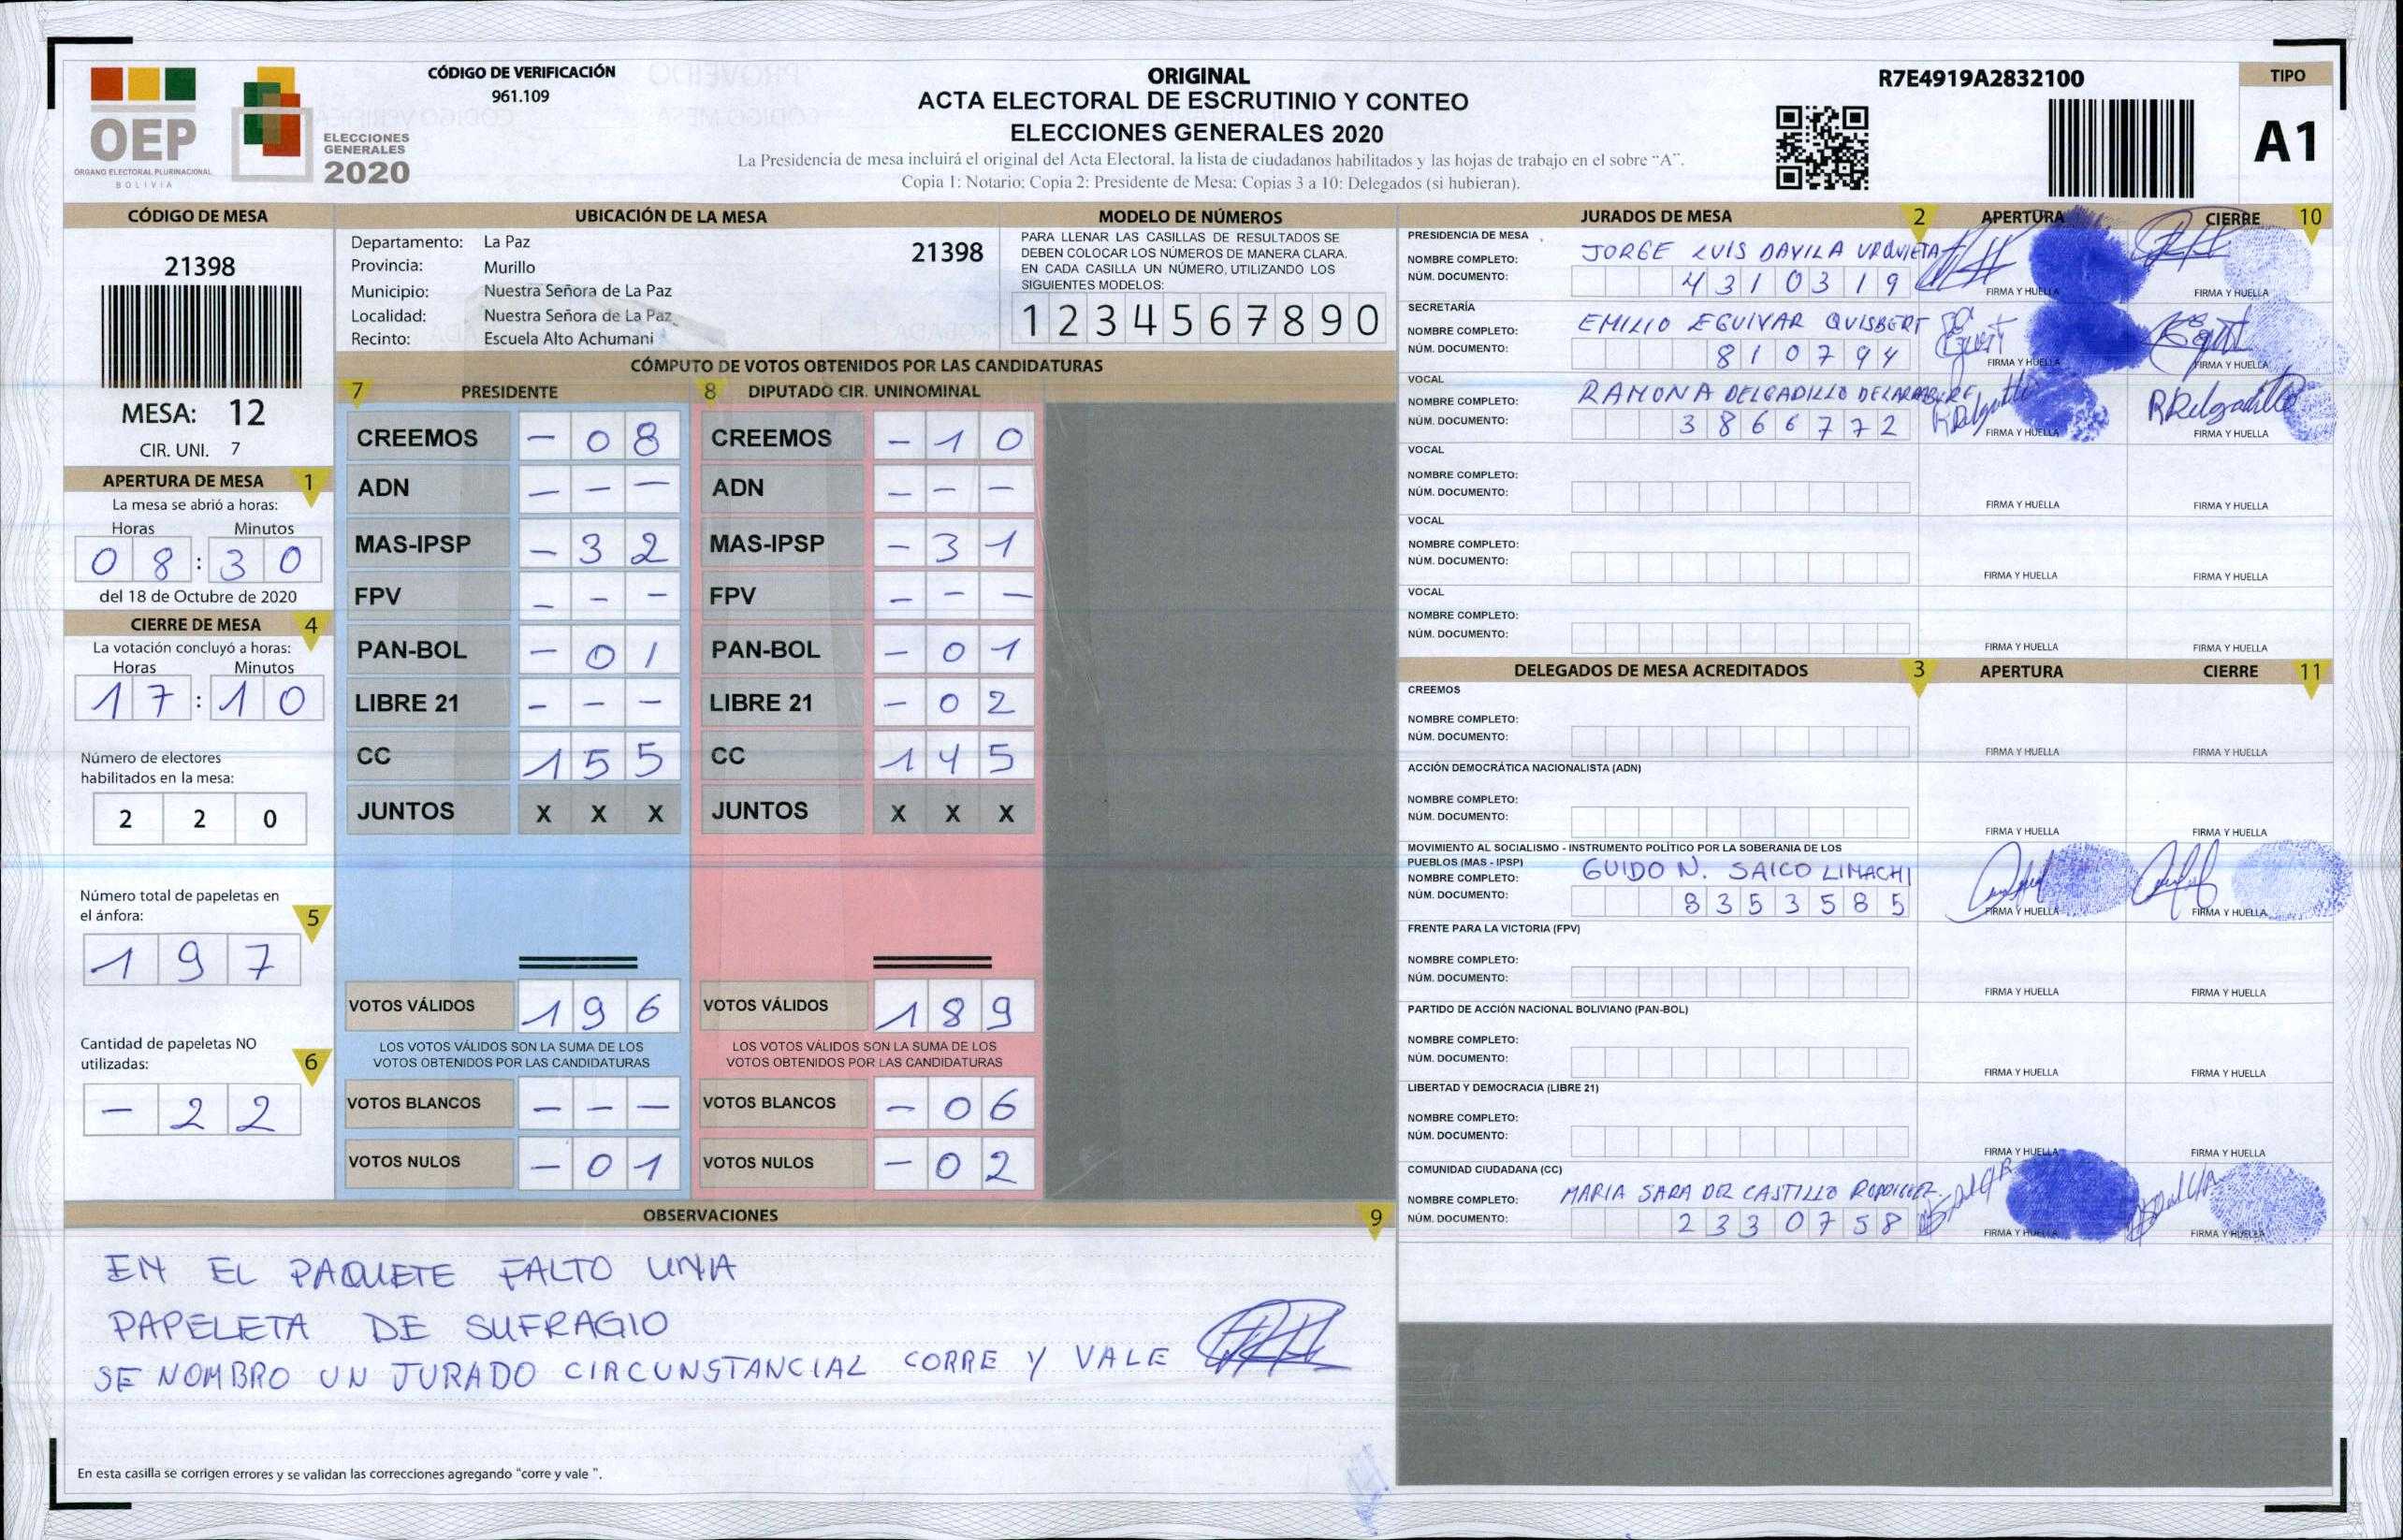 OEP
ÓRGANO ELECTORAL PLURINACIONAL
BOLIVIA
ELECCIONES
GENERALES
2020
CÓDIGO DE VERIFICACIÓN
961.109
ORIGINAL
ACTA ELECTORAL DE ESCRUTINIO Y CONTEO
ELECCIONES GENERALES 2020
La Presidencia de mesa incluirá el original del Acta Electoral, la lista de ciudadanos habilitados y las hojas de trabajo en el sobre "A".
Copia 1: Notario; Copia 2: Presidente de Mesa; Copias 3 a 10: Delegados (si hubieran).
R7E4919A2832100
TIPO
A1
CÓDIGO DE MESA
21398
MESA: 12
CIR. UNI. 7
APERTURA DE MESA 1
La mesa se abrió a horas:
Horas Minutos
0 8 : 3 0
del 18 de Octubre de 2020
CIERRE DE MESA 4
La votación concluyó a horas:
Horas Minutos
1 7 : 1 0
Número de electores
habilitados en la mesa:
2 2 0
Número total de papeletas en
el ánfora: 5
1 9 7
Cantidad de papeletas NO
utilizadas: 6
- 2 2
UBICACIÓN DE LA MESA
Departamento: La Paz 21398
Provincia: Murillo
Municipio: Nuestra Señora de La Paz
Localidad: Nuestra Señora de La Paz
Recinto: Escuela Alto Achumani
MODELO DE NÚMEROS
PARA LLENAR LAS CASILLAS DE RESULTADOS SE
DEBEN COLOCAR LOS NÚMEROS DE MANERA CLARA.
EN CADA CASILLA UN NÚMERO, UTILIZANDO LOS
SIGUIENTES MODELOS:
1 2 3 4 5 6 7 8 9 0
CÓMPUTO DE VOTOS OBTENIDOS POR LAS CANDIDATURAS
7 PRESIDENTE 8 DIPUTADO CIR. UNINOMINAL
CREEMOS - 0 8 CREEMOS - 1 0
ADN - - - ADN - - -
MAS-IPSP - 3 2 MAS-IPSP - 3 1
FPV - - - FPV - - -
PAN-BOL - 0 1 PAN-BOL - 0 1
LIBRE 21 - - - LIBRE 21 - 0 2
CC 1 5 5 CC 1 4 5
JUNTOS X X X JUNTOS X X X
VOTOS VÁLIDOS 1 9 6 VOTOS VÁLIDOS 1 8 9
LOS VOTOS VÁLIDOS SON LA SUMA DE LOS LOS VOTOS VÁLIDOS SON LA SUMA DE LOS
VOTOS OBTENIDOS POR LAS CANDIDATURAS VOTOS OBTENIDOS POR LAS CANDIDATURAS
VOTOS BLANCOS - - - VOTOS BLANCOS - 0 6
VOTOS NULOS - 0 1 VOTOS NULOS - 0 2
OBSERVACIONES 9
EN EL PAQUETE FALTO UNA
PAPELETA DE SUFRAGIO
SE NOMBRO UN JURADO CIRCUNSTANCIAL CORRE Y VALE
En esta casilla se corrigen errores y se validan las correcciones agregando "corre y vale ".
JURADOS DE MESA 2 APERTURA CIERRE 10
PRESIDENCIA DE MESA
NOMBRE COMPLETO: JORGE LUIS DAVILA URQUIETA
NÚM. DOCUMENTO: 4 3 1 0 3 1 9 FIRMA Y HUELLA FIRMA Y HUELLA
SECRETARÍA
NOMBRE COMPLETO: EMILIO EGUIVAR QUISBERT
NÚM. DOCUMENTO: 8 1 0 7 9 4 FIRMA Y HUELLA FIRMA Y HUELLA
VOCAL
NOMBRE COMPLETO: RAMONA DELGADILLO
NÚM. DOCUMENTO: 3 8 6 6 7 7 2 FIRMA Y HUELLA FIRMA Y HUELLA
VOCAL
NOMBRE COMPLETO:
NÚM. DOCUMENTO: FIRMA Y HUELLA FIRMA Y HUELLA
VOCAL
NOMBRE COMPLETO:
NÚM. DOCUMENTO: FIRMA Y HUELLA FIRMA Y HUELLA
VOCAL
NOMBRE COMPLETO:
NÚM. DOCUMENTO: FIRMA Y HUELLA FIRMA Y HUELLA
DELEGADOS DE MESA ACREDITADOS 3 APERTURA CIERRE 11
CREEMOS
NOMBRE COMPLETO:
NÚM. DOCUMENTO: FIRMA Y HUELLA FIRMA Y HUELLA
ACCIÓN DEMOCRÁTICA NACIONALISTA (ADN)
NOMBRE COMPLETO:
NÚM. DOCUMENTO: FIRMA Y HUELLA FIRMA Y HUELLA
MOVIMIENTO AL SOCIALISMO - INSTRUMENTO POLÍTICO POR LA SOBERANIA DE LOS
PUEBLOS (MAS - IPSP)
NOMBRE COMPLETO: GUIDO N. SAICO LIMACHI
NÚM. DOCUMENTO: 8 3 5 3 5 8 5 FIRMA Y HUELLA FIRMA Y HUELLA
FRENTE PARA LA VICTORIA (FPV)
NOMBRE COMPLETO:
NÚM. DOCUMENTO: FIRMA Y HUELLA FIRMA Y HUELLA
PARTIDO DE ACCIÓN NACIONAL BOLIVIANO (PAN-BOL)
NOMBRE COMPLETO:
NÚM. DOCUMENTO: FIRMA Y HUELLA FIRMA Y HUELLA
LIBERTAD Y DEMOCRACIA (LIBRE 21)
NOMBRE COMPLETO:
NÚM. DOCUMENTO: FIRMA Y HUELLA FIRMA Y HUELLA
COMUNIDAD CIUDADANA (CC)
NOMBRE COMPLETO: MARIA SARA DEL CASTILLO RODRIGUEZ
NÚM. DOCUMENTO: 2 3 3 0 7 5 8 FIRMA Y HUELLA FIRMA Y HUELLA